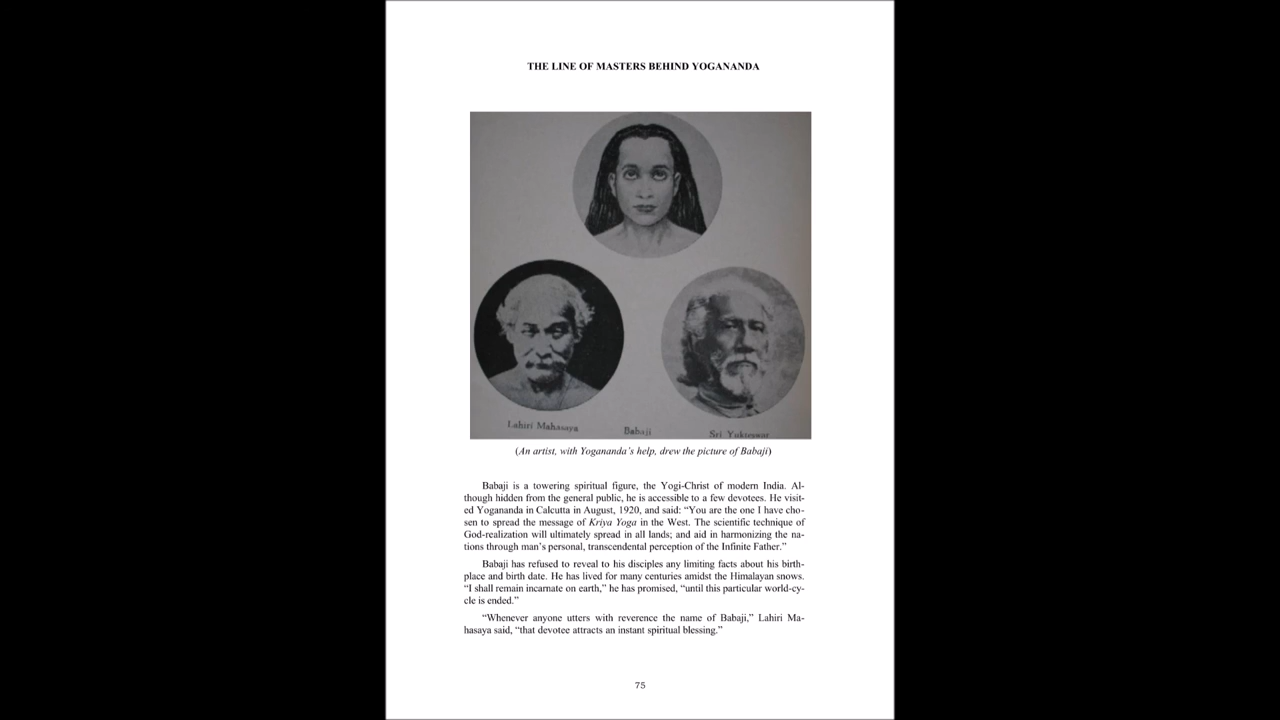 THE LINE OF MASTERS BEHIND YOGANANDA
Lahiri Mahasaya
Babaji
Sri Yukteswar
(An artist, with Yogananda’s help, drew the picture of Babaji)
Babaji is a towering spiritual figure, the Yogi-Christ of modern India. Al-
though hidden from the general public, he is accessible to a few devotees. He visit-
ed Yogananda in Calcutta in August, 1920, and said: “You are the one I have cho-
sen to spread the message of Kriya Yoga in the West. The scientific technique of
God-realization will ultimately spread in all lands; and aid in harmonizing the na-
tions through man’s personal, transcendental perception of the Infinite Father.”
Babaji has refused to reveal to his disciples any limiting facts about his birth-
place and birth date. He has lived for many centuries amidst the Himalayan snows.
“I shall remain incarnate on earth,” he has promised, “until this particular world-cy-
cle is ended.”
“Whenever anyone utters with reverence the name of Babaji,” Lahiri Ma-
hasaya said, “that devotee attracts an instant spiritual blessing.”
75